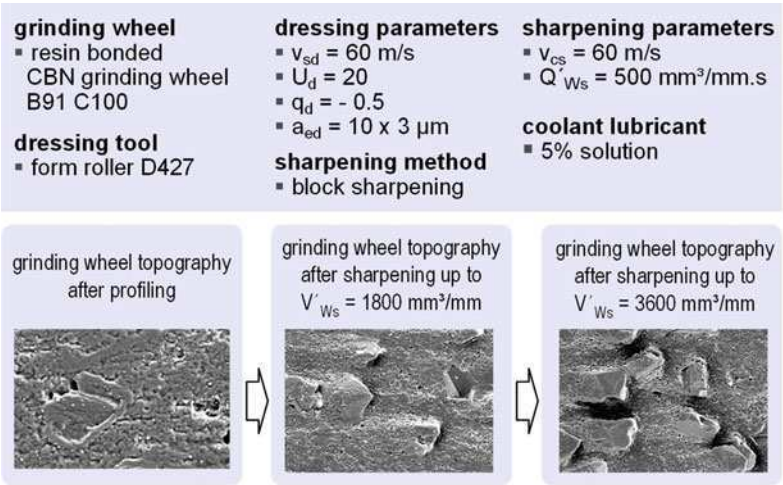 grinding wheel
▪ resin bonded
CBN grinding wheel
B91 C100
dressing tool
▪ form roller D427
dressing parameters
▪ v_sd = 60 m/s
▪ U_d = 20
▪ q_d = - 0.5
▪ a_ed = 10 x 3 µm
sharpening method
▪ block sharpening
sharpening parameters
▪ v_cs = 60 m/s
▪ Q´_Ws = 500 mm³/mm.s
coolant lubricant
▪ 5% solution
grinding wheel topography
after profiling
grinding wheel topography
after sharpening up to
V´_Ws = 1800 mm³/mm
grinding wheel topography
after sharpening up to
V´_Ws = 3600 mm³/mm